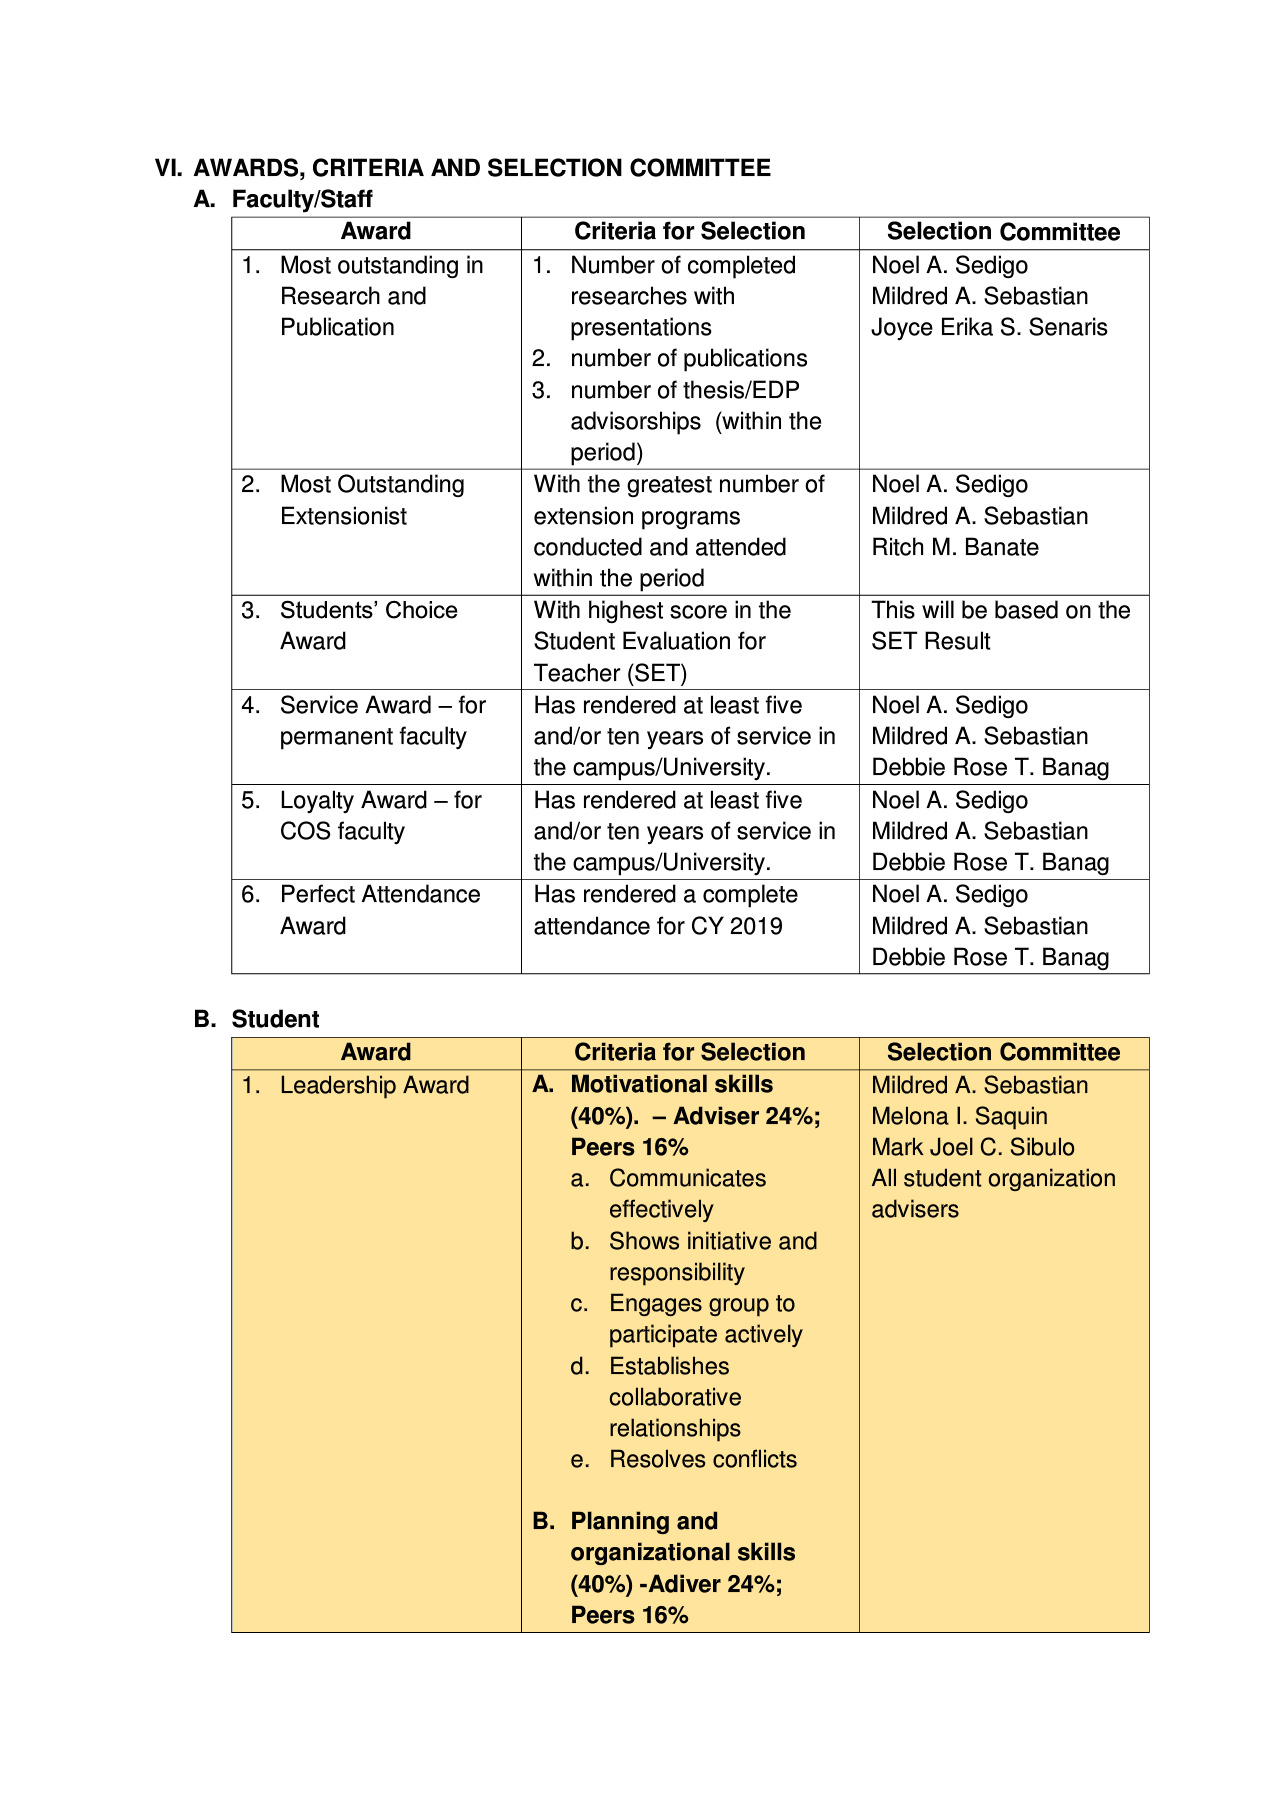 VI. AWARDS, CRITERIA AND SELECTION COMMITTEE
A. Faculty/Staff
Award
Criteria for Selection
Selection Committee
1. Most outstanding in
Research and
Publication
1. Number of completed
researches with
presentations
2. number of publications
3. number of thesis/EDP
advisorships (within the
period)
Noel A. Sedigo
Mildred A. Sebastian
Joyce Erika S. Senaris
2. Most Outstanding
Extensionist
With the greatest number of
extension programs
conducted and attended
within the period
Noel A. Sedigo
Mildred A. Sebastian
Ritch M. Banate
3. Students’ Choice
Award
With highest score in the
Student Evaluation for
Teacher (SET)
This will be based on the
SET Result
4. Service Award – for
permanent faculty
Has rendered at least five
and/or ten years of service in
the campus/University.
Noel A. Sedigo
Mildred A. Sebastian
Debbie Rose T. Banag
5. Loyalty Award – for
COS faculty
Has rendered at least five
and/or ten years of service in
the campus/University.
Noel A. Sedigo
Mildred A. Sebastian
Debbie Rose T. Banag
6. Perfect Attendance
Award
Has rendered a complete
attendance for CY 2019
Noel A. Sedigo
Mildred A. Sebastian
Debbie Rose T. Banag
B. Student
Award
Criteria for Selection
Selection Committee
1. Leadership Award
A. Motivational skills
(40%). – Adviser 24%;
Peers 16%
a. Communicates
effectively
b. Shows initiative and
responsibility
c. Engages group to
participate actively
d. Establishes
collaborative
relationships
e. Resolves conflicts
B. Planning and
organizational skills
(40%) -Adiver 24%;
Peers 16%
Mildred A. Sebastian
Melona I. Saquin
Mark Joel C. Sibulo
All student organization
advisers